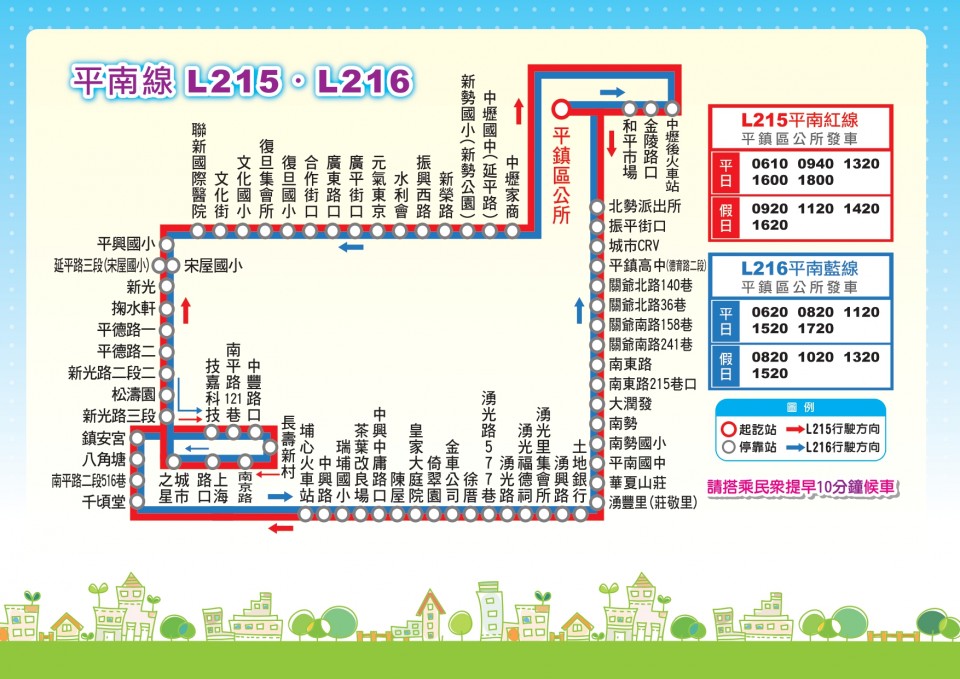 平南線 L215・L216
聯新國際醫院
文化街
文化國小
復旦集會所
復旦國小
合作街口
廣東路口
廣平街口
元氣東京
水利會
振興西路
新榮路
新勢國小(新勢公園)
中壢國中(延平路)
中壢家商
平鎮區公所
和平市場
金陵路口
中壢後火車站
北勢派出所
振平街口
城市CRV
平鎮高中(德育路二段)
關爺北路140巷
關爺北路36巷
關爺南路158巷
關爺南路241巷
南東路
南東路215巷口
大潤發
南勢
南勢國小
平南國中
華夏山莊
湧豐里(莊敬里)
平興國小
延平路三段(宋屋國小)
宋屋國小
新光
掬水軒
平德路一
平德路二
新光路二段二
松濤園
新光路三段
鎮安宮
八角塘
南平路二段516巷
千頃堂
技嘉科技
南平路121巷
中豐路口
長壽新村
城市之星
上海路口
南京路
埔心火車站
中興路
瑞埔國小
茶葉改良場
中興中庸路口
陳屋
皇家大庭院
倚翠園
金車公司
徐厝
湧光路577巷
湧光路
湧光福德祠
湧光里集會所
湧興路
土地銀行
L215平南紅線
平鎮區公所發車
平日
0610 0940 1320
1600 1800
假日
0920 1120 1420
1620
L216平南藍線
平鎮區公所發車
平日
0620 0820 1120
1520 1720
假日
0820 1020 1320
1520
圖例
起訖站 L215行駛方向
停靠站 L216行駛方向
請搭乘民衆提早10分鐘候車